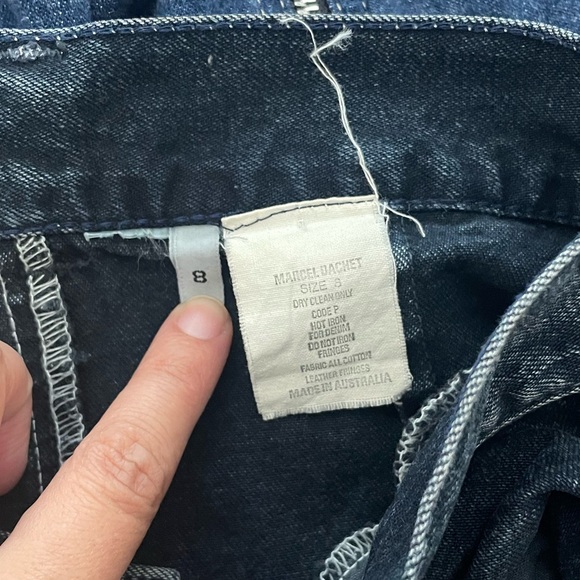 8
MARCEL DACHET
SIZE 8
DRY CLEAN ONLY
CODE P
HOT IRON
FOR DENIM
DO NOT IRON
FRINGES
FABRIC ALL COTTON
LEATHER FRINGES
MADE IN AUSTRALIA